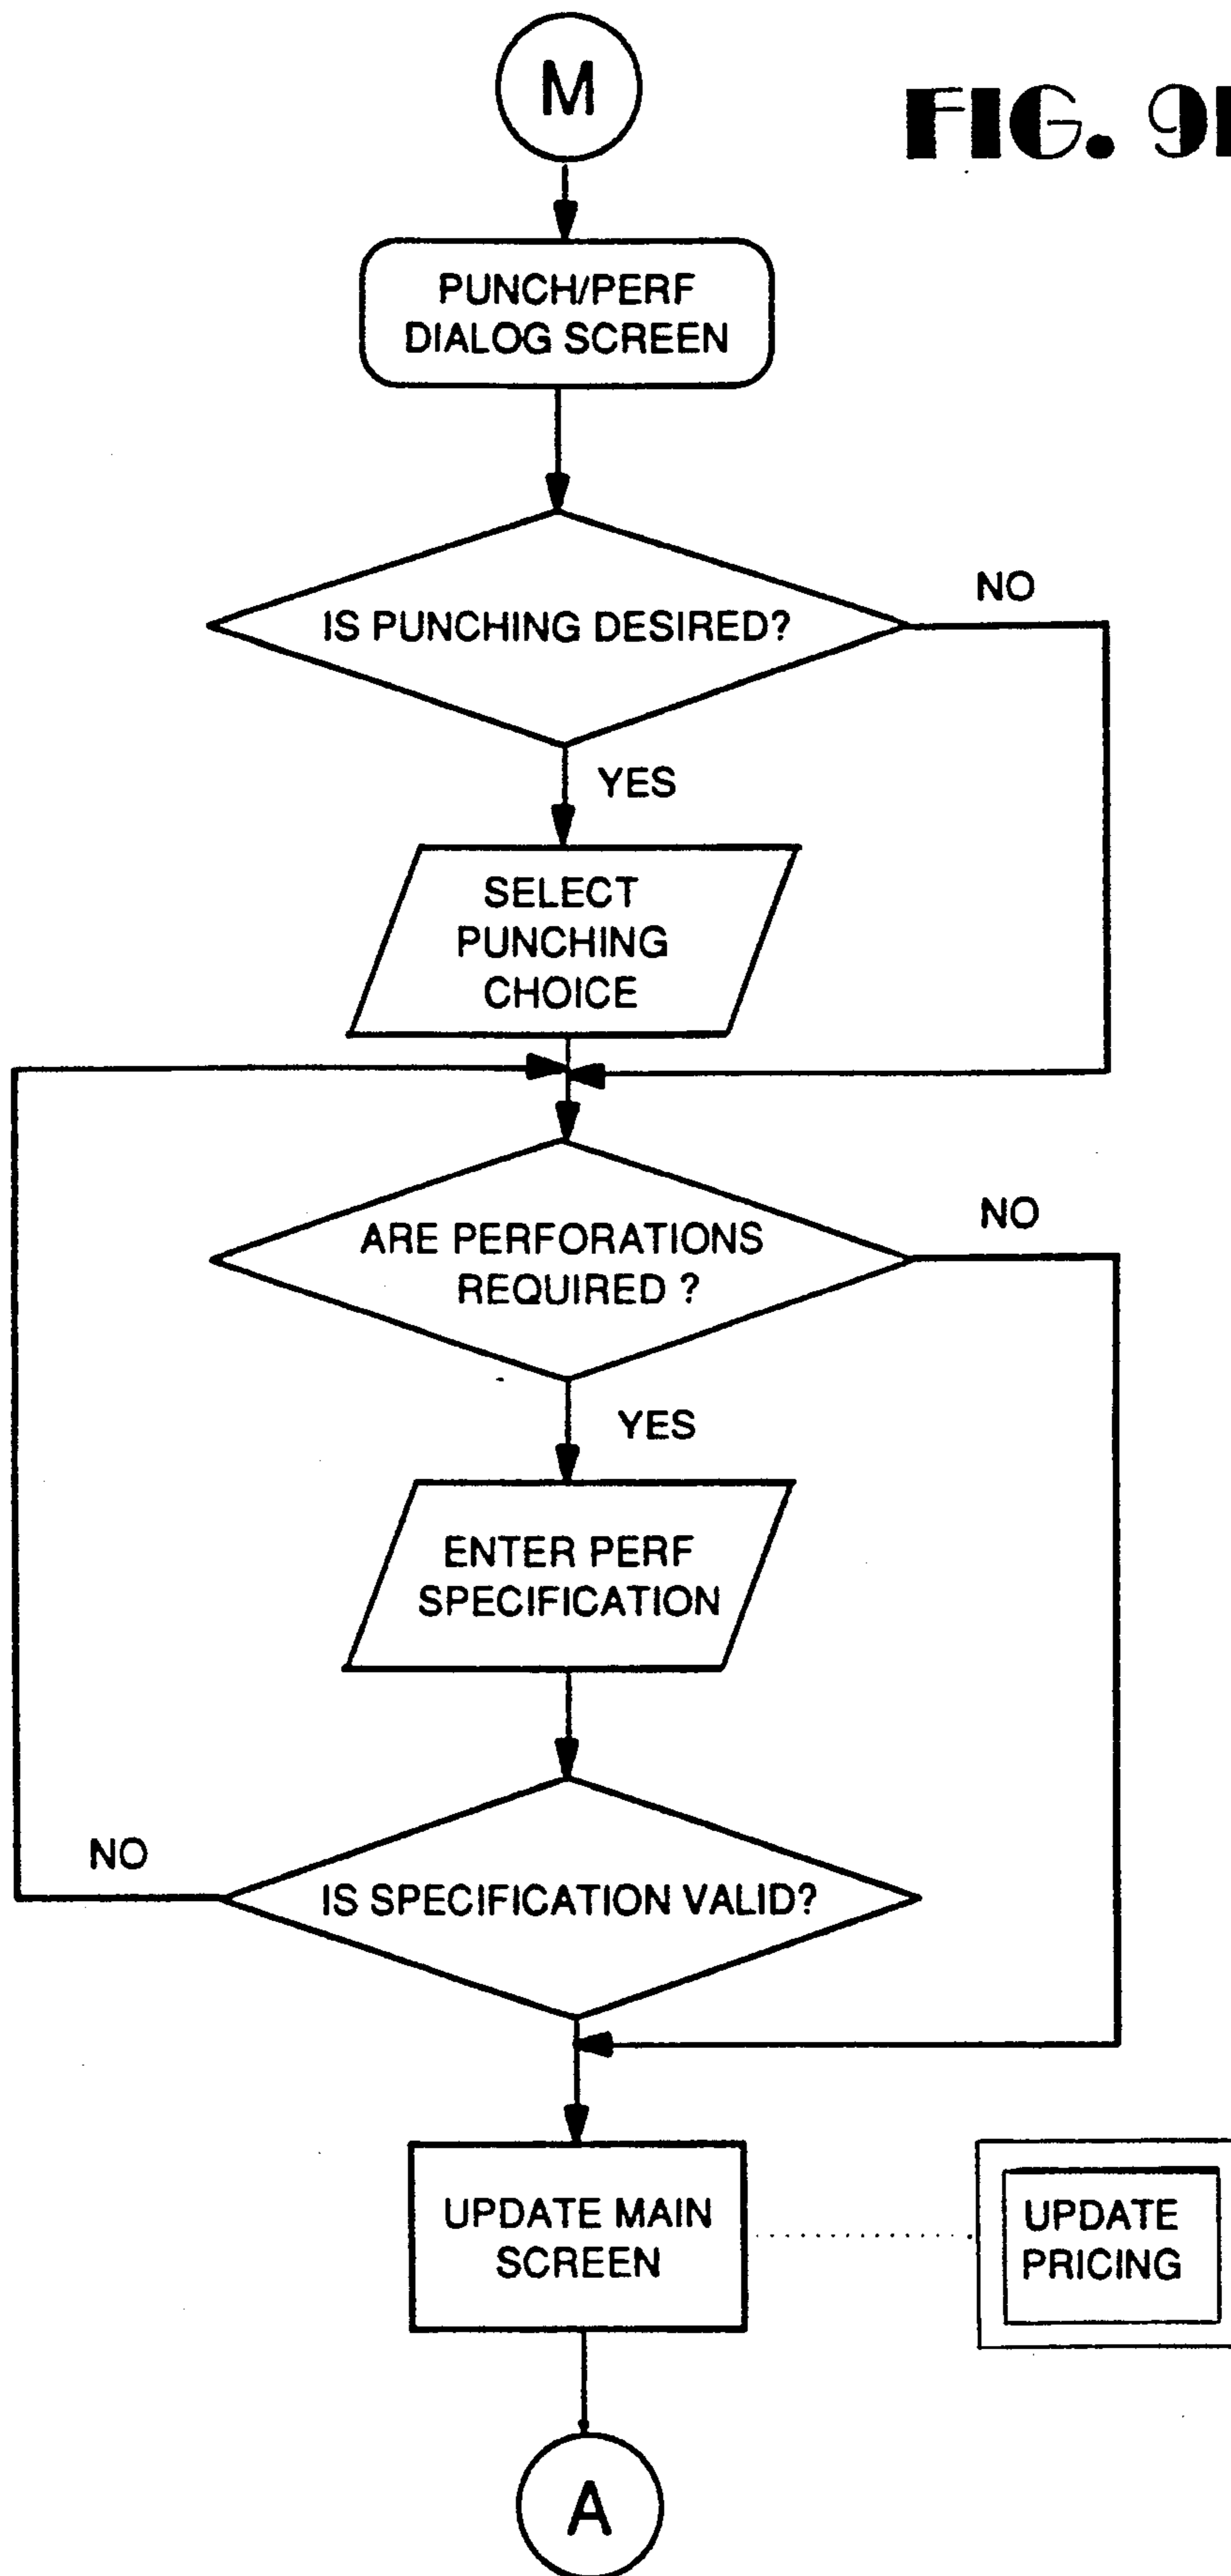 M
FIG. 9
PUNCH/PERF
DIALOG SCREEN
IS PUNCHING DESIRED?
NO
YES
SELECT
PUNCHING
CHOICE
ARE PERFORATIONS
REQUIRED ?
NO
YES
ENTER PERF
SPECIFICATION
NO
IS SPECIFICATION VALID?
UPDATE MAIN
SCREEN
UPDATE
PRICING
A